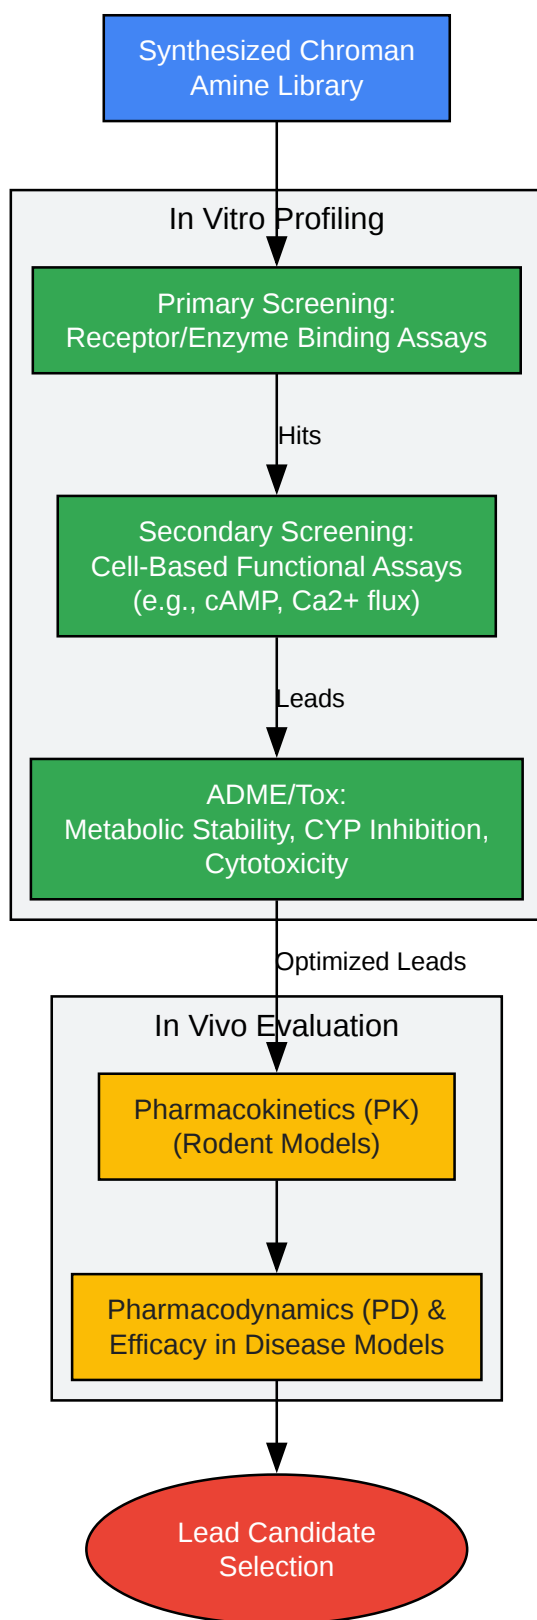 Synthesized Chroman
Amine Library
In Vitro Profiling
Primary Screening:
Receptor/Enzyme Binding Assays
Hits
Secondary Screening:
Cell-Based Functional Assays
(e.g., cAMP, Ca2+ flux)
Leads
ADME/Tox:
Metabolic Stability, CYP Inhibition,
Cytotoxicity
Optimized Leads
In Vivo Evaluation
Pharmacokinetics (PK)
(Rodent Models)
Pharmacodynamics (PD) &
Efficacy in Disease Models
Lead Candidate
Selection